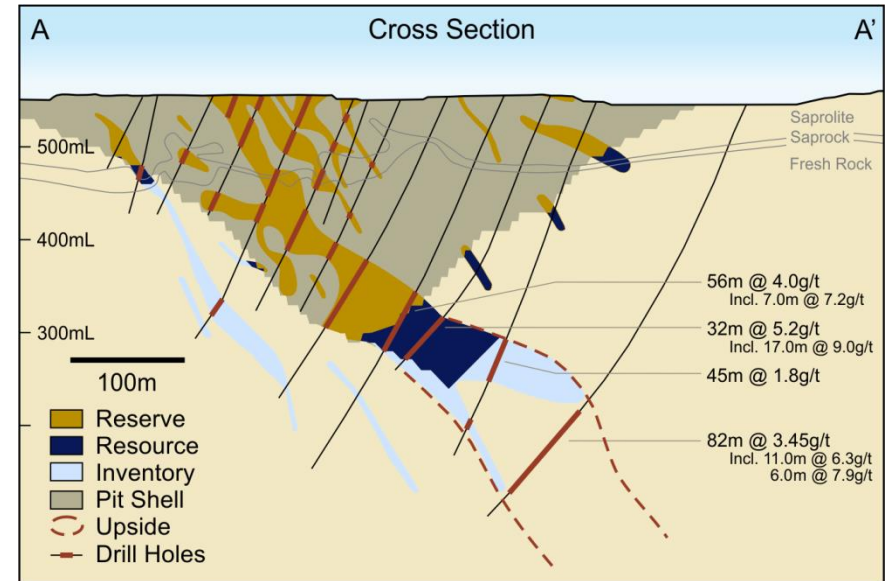 A
Cross Section
A'
Saprolite
Saprock
Fresh Rock
500mL
400mL
300mL
100m
56m @ 4.0g/t
Incl. 7.0m @ 7.2g/t
32m @ 5.2g/t
Incl. 17.0m @ 9.0g/t
45m @ 1.8g/t
82m @ 3.45g/t
Incl. 11.0m @ 6.3g/t
6.0m @ 7.9g/t
Reserve
Resource
Inventory
Pit Shell
Upside
Drill Holes